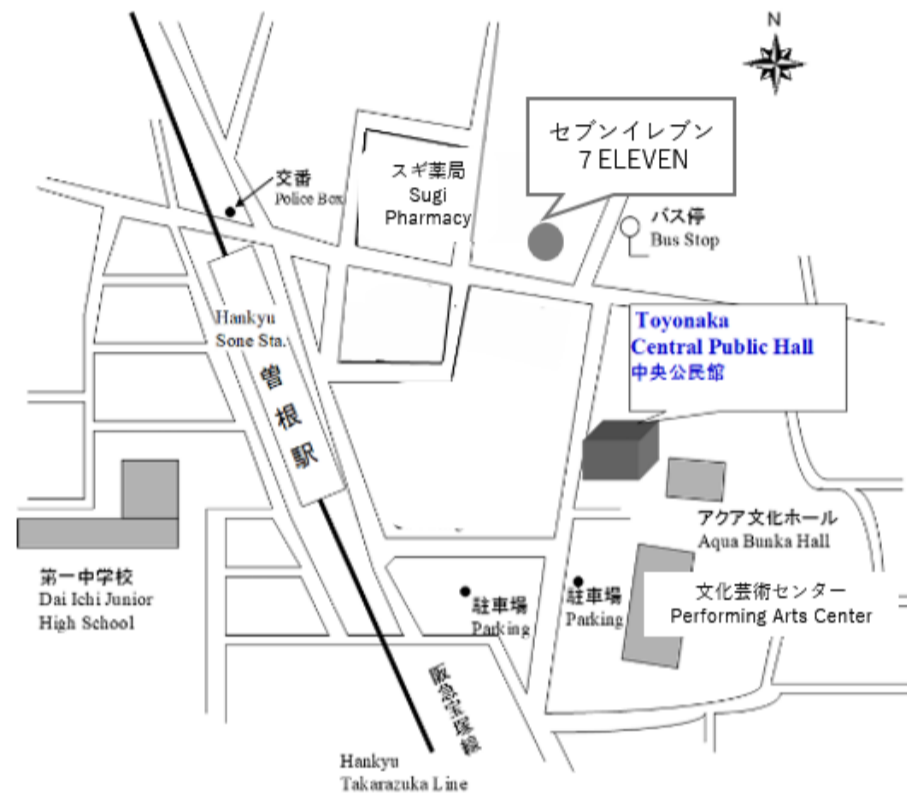 N
セブンイレブン
7 ELEVEN
交番
Police Box
スギ薬局
Sugi
Pharmacy
バス停
Bus Stop
Hankyu
Sone Sta.
曽根駅
Toyonaka
Central Public Hall
中央公民館
アクア文化ホール
Aqua Bunka Hall
第一中学校
Dai Ichi Junior
High School
駐車場
Parking
駐車場
Parking
文化芸術センター
Performing Arts Center
阪急宝塚線
Hankyu
Takarazuka Line